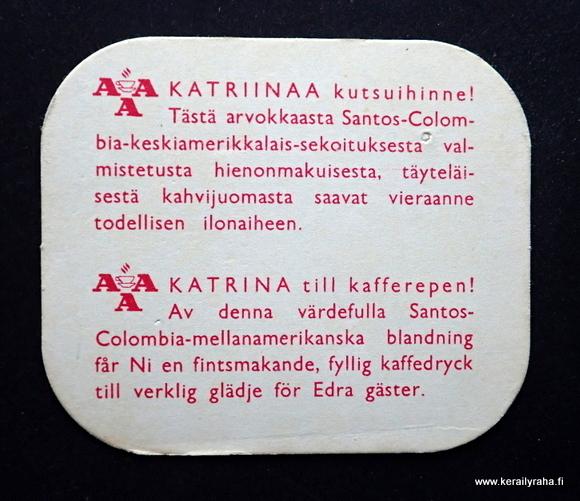 AAA KATRIINAA kutsuihinne!
Tästä arvokkaasta Santos-Colom-
bia-keskiamerikkalais-sekoituksesta val-
mistetusta hienonmakuisesta, täyteläi-
sestä kahvijuomasta saavat vieraanne
todellisen ilonaiheen.
AAA KATRINA till kafferepen!
Av denna värdefulla Santos-
Colombia-mellanamerikanska blandning
får Ni en fintsmakande, fyllig kaffedryck
till verklig glädje för Edra gäster.
www.kerailyraha.fi